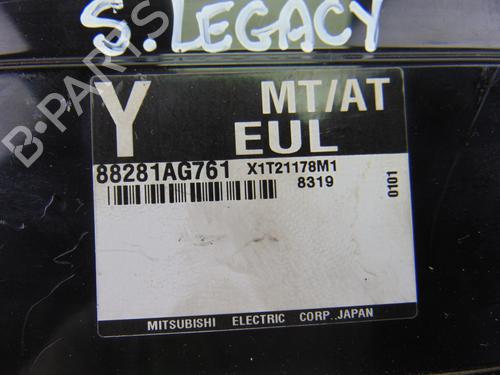 S. LEGACY
B-PARTS
Y
MT/AT
EUL
88281AG761 X1T21178M1
8319
0101
MITSUBISHI ELECTRIC CORP.,JAPAN